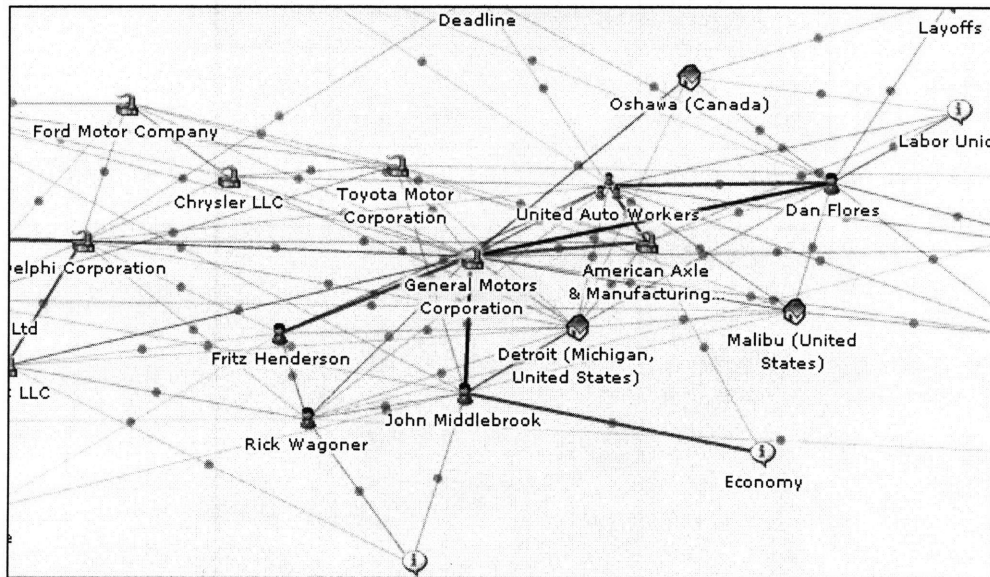 Deadline
Layoffs
Oshawa (Canada)
Ford Motor Company
Labor Unio
Chrysler LLC
Toyota Motor
Corporation
United Auto Workers
Dan Flores
Delphi Corporation
General Motors
Corporation
American Axle
& Manufacturing...
Ltd
LLC
Fritz Henderson
Detroit (Michigan,
United States)
Malibu (United
States)
John Middlebrook
Rick Wagoner
Economy